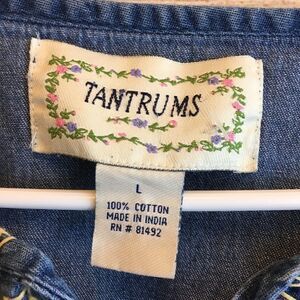 TANTRUMS
L
100% COTTON
MADE IN INDIA
RN # 81492